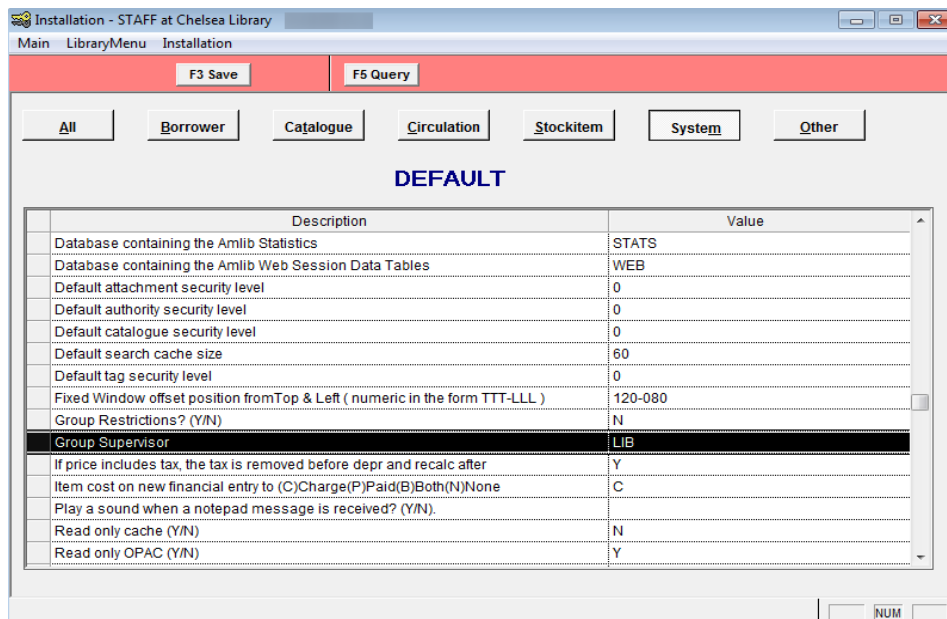 Installation - STAFF at Chelsea Library
Main LibraryMenu Installation
F3 Save F5 Query
All Borrower Catalogue Circulation Stockitem System Other
DEFAULT
Description Value
Database containing the Amlib Statistics STATS
Database containing the Amlib Web Session Data Tables WEB
Default attachment security level 0
Default authority security level 0
Default catalogue security level 0
Default search cache size 60
Default tag security level 0
Fixed Window offset position fromTop & Left ( numeric in the form TTT-LLL ) 120-080
Group Restrictions? (Y/N) N
Group Supervisor LIB
If price includes tax, the tax is removed before depr and recalc after Y
Item cost on new financial entry to (C)Charge(P)Paid(B)Both(N)None C
Play a sound when a notepad message is received? (Y/N).
Read only cache (Y/N) N
Read only OPAC (Y/N) Y
NUM